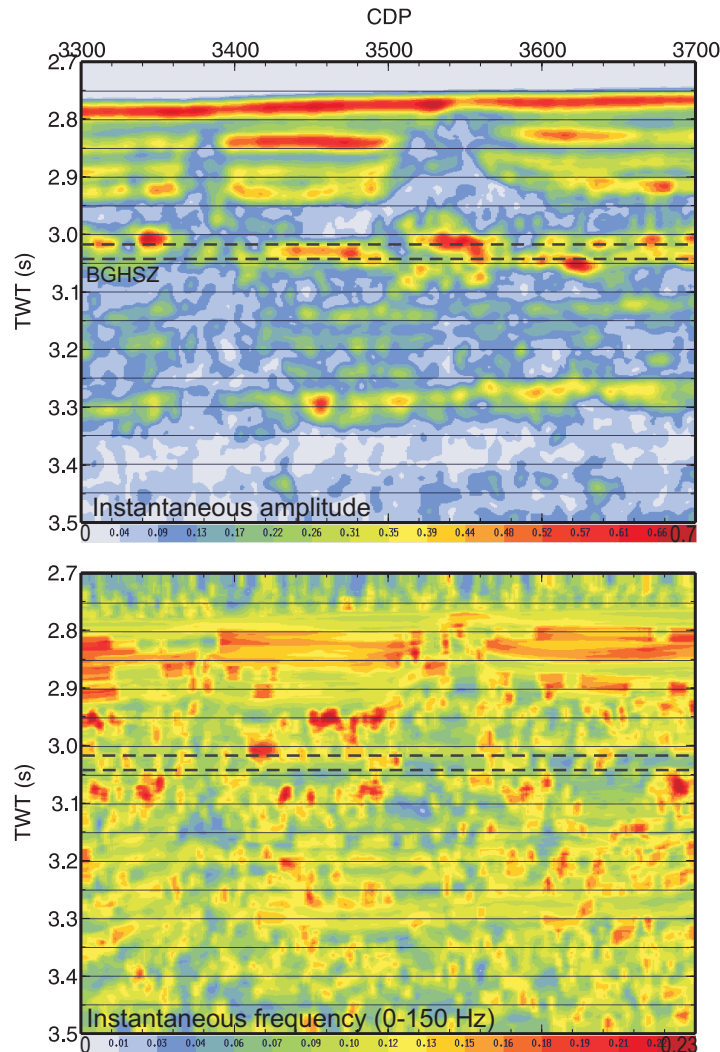 CDP
3300 3400 3500 3600 3700
2.7
2.8
2.9
3.0
3.1
3.2
3.3
3.4
3.5
TWT (s)
BGHSZ
Instantaneous amplitude
0 0.04 0.09 0.13 0.17 0.22 0.26 0.31 0.35 0.39 0.44 0.48 0.52 0.57 0.61 0.66 0.7
2.7
2.8
2.9
3.0
3.1
3.2
3.3
3.4
3.5
TWT (s)
Instantaneous frequency (0-150 Hz)
0 0.01 0.03 0.04 0.06 0.07 0.09 0.10 0.12 0.13 0.15 0.16 0.18 0.19 0.21 0.22 0.23